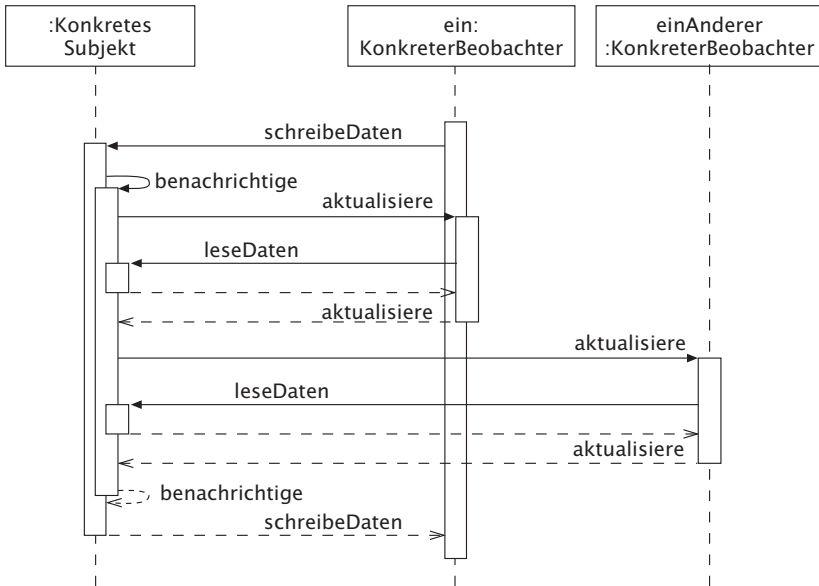 :Konkretes
Subjekt
ein:
KonkreterBeobachter
einAnderer
:KonkreterBeobachter
schreibeDaten
benachrichtige
aktualisiere
leseDaten
aktualisiere
aktualisiere
leseDaten
aktualisiere
benachrichtige
schreibeDaten